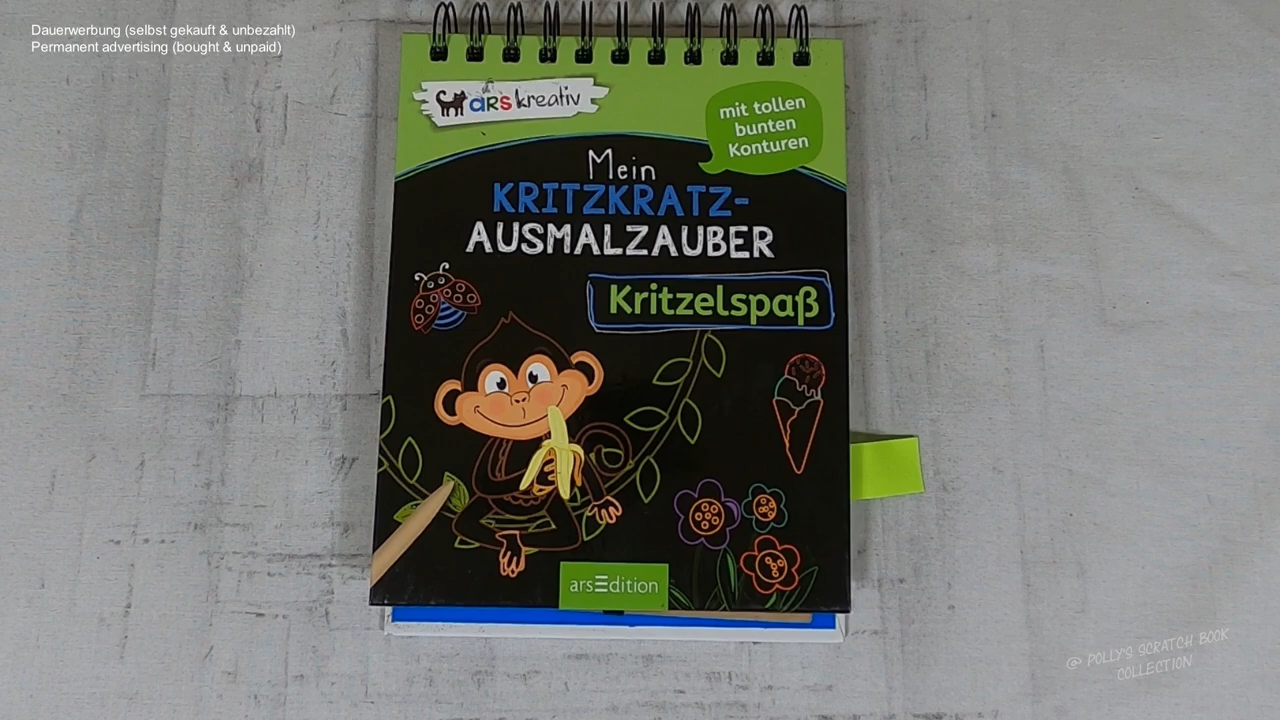 Dauerwerbung (selbst gekauft & unbezahlt)
Permanent advertising (bought & unpaid)
ars kreativ
mit tollen
bunten
Konturen
Mein
KRITZKRATZ-
AUSMALZAUBER
Kritzelspaß
arsEdition
@ POLLY'S SCRATCH BOOK
COLLECTION